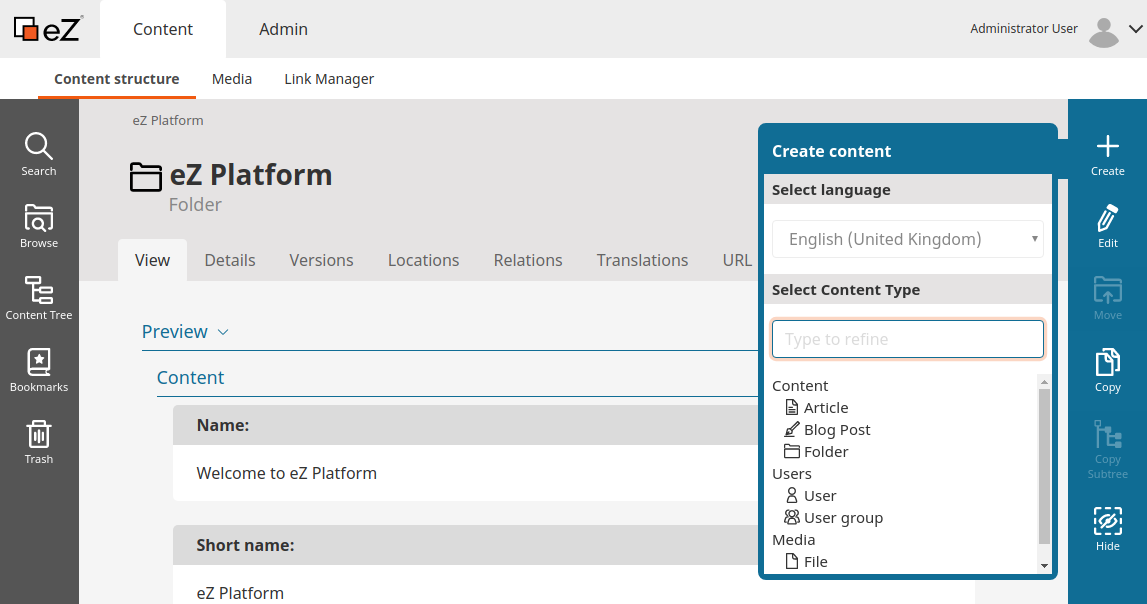 eZ
Content
Admin
Administrator User
Content structure
Media
Link Manager
Search
Browse
Content Tree
Bookmarks
Trash
eZ Platform
eZ Platform
Folder
View
Details
Versions
Locations
Relations
Translations
URL
Preview
Content
Name:
Welcome to eZ Platform
Short name:
eZ Platform
Create content
Select language
English (United Kingdom)
Select Content Type
Type to refine
Content
Article
Blog Post
Folder
Users
User
User group
Media
File
Create
Edit
Move
Copy
Copy
Subtree
Hide